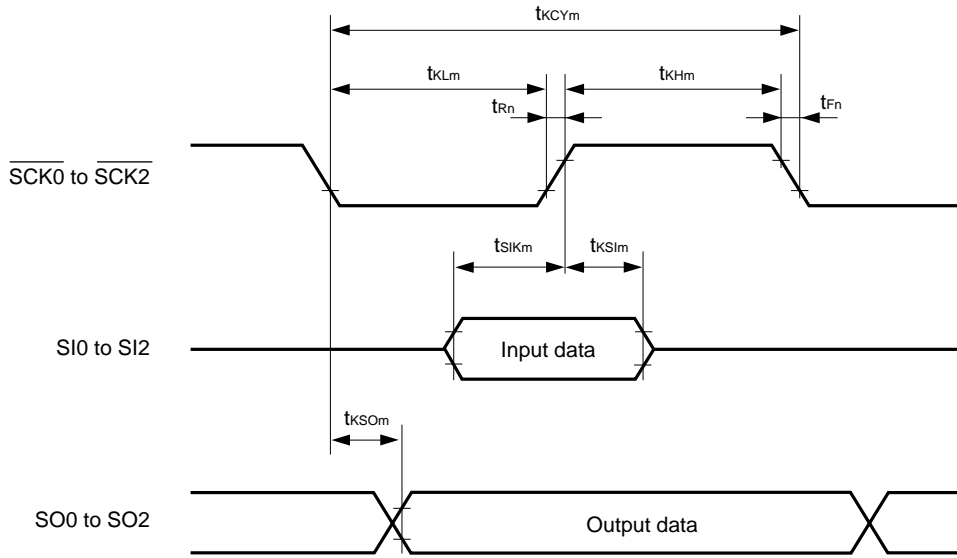 tKCYm
tKLm
tKHm
tRn
tFn
SCK0 to SCK2
tSIKm
tKSIm
SI0 to SI2
Input data
tKSOm
SO0 to SO2
Output data